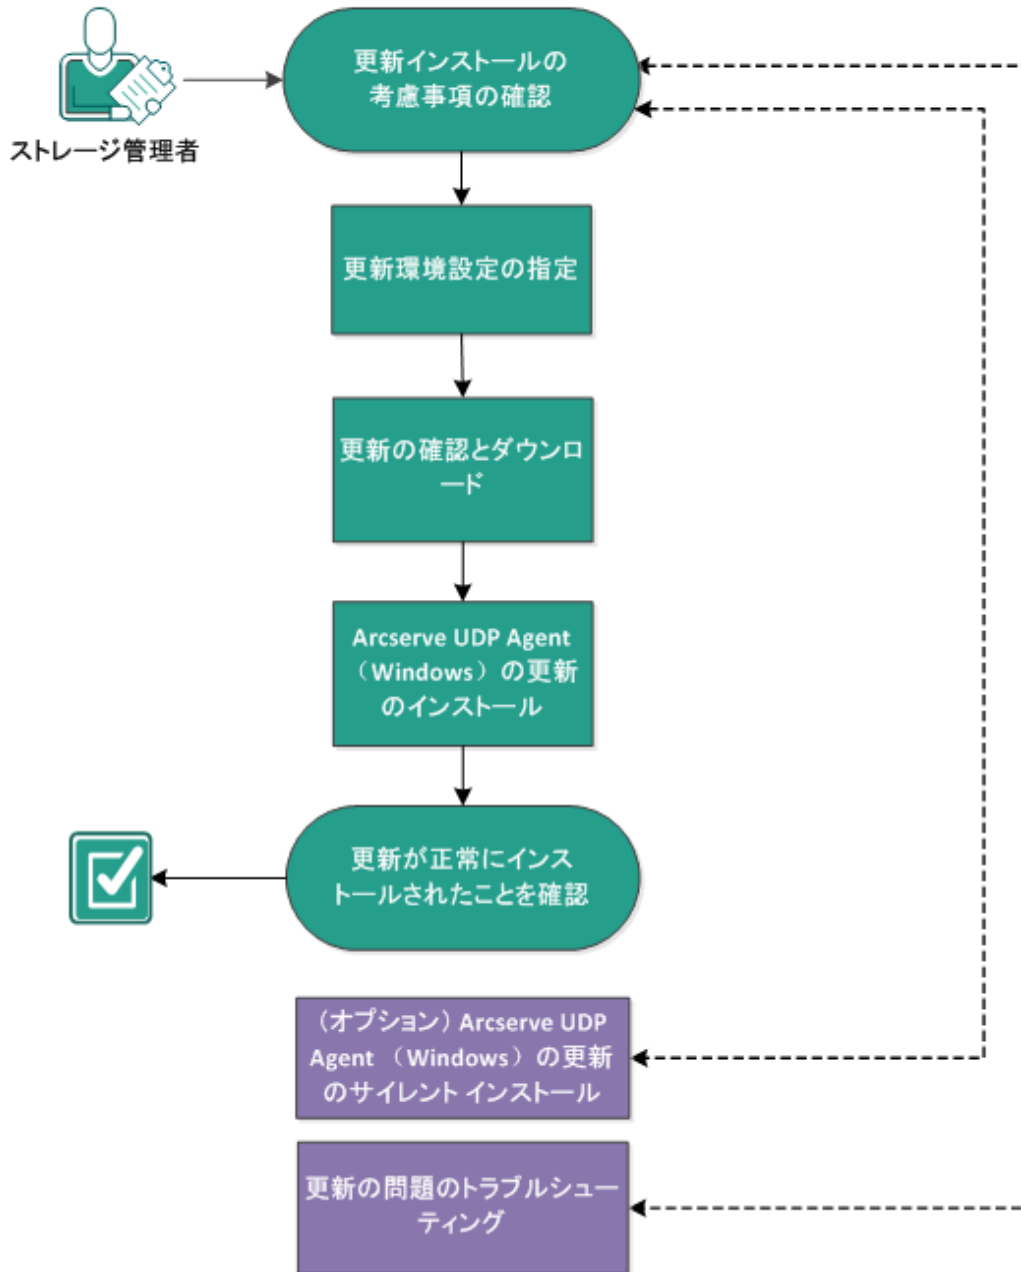 更新インストールの
考慮事項の確認
ストレージ管理者
更新環境設定の指定
更新の確認とダウンロ
ード
Arcserve UDP Agent
（Windows）の更新
のインストール
更新が正常にインス
トールされたことを確認
（オプション）Arcserve UDP
Agent （Windows）の更新
のサイレント インストール
更新の問題のトラブルシュー
ティング